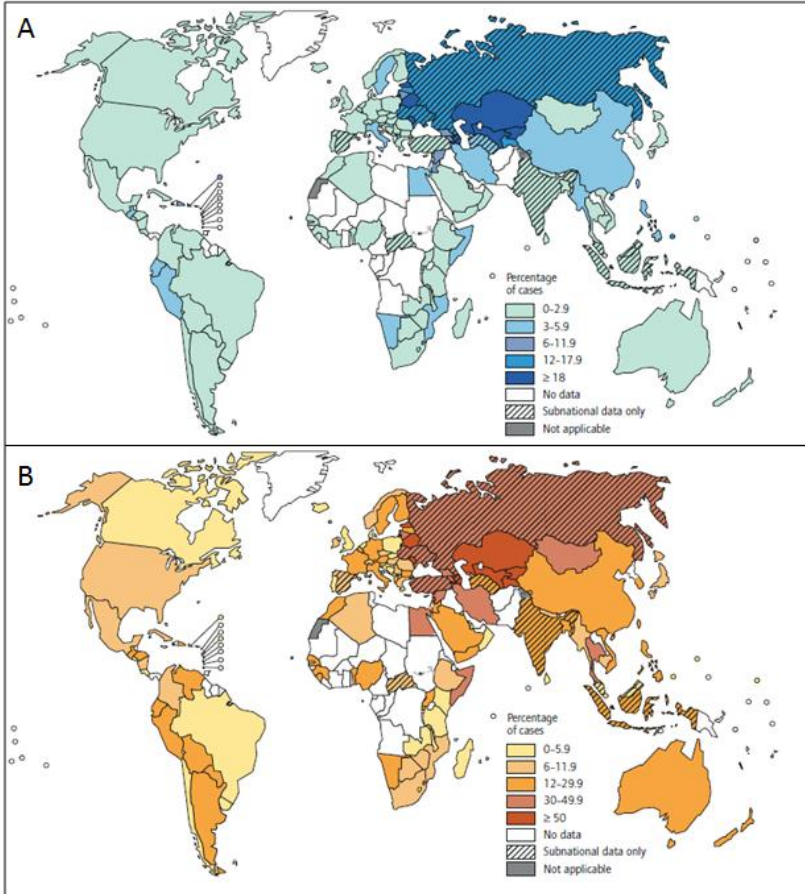 A
Percentage
of cases
0–2.9
3–5.9
6–11.9
12–17.9
≥ 18
No data
Subnational data only
Not applicable
B
Percentage
of cases
0–5.9
6–11.9
12–29.9
30–49.9
≥ 50
No data
Subnational data only
Not applicable